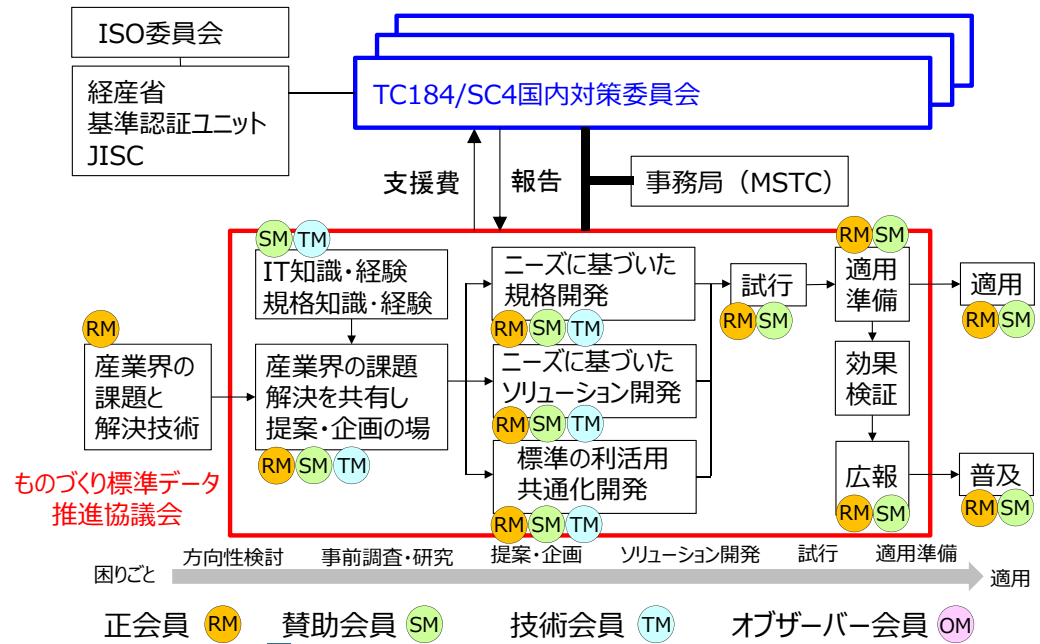 ISO委員会
経産省
基準認証ユニット
JISC
TC184/SC4国内対策委員会
支援費
報告
事務局（MSTC）
SM TM
IT知識・経験
規格知識・経験
RM
産業界の
課題と
解決技術
産業界の課題
解決を共有し
提案・企画の場
RM SM TM
ニーズに基づいた
規格開発
RM SM TM
ニーズに基づいた
ソリューション開発
RM SM TM
標準の利活用
共通化開発
RM SM TM
試行
RM SM
RM SM
適用
準備
効果
検証
広報
RM SM
適用
RM SM
普及
RM SM
ものづくり標準データ
推進協議会
困りごと
方向性検討
事前調査・研究
提案・企画
ソリューション開発
試行
適用準備
適用
正会員 RM
賛助会員 SM
技術会員 TM
オブザーバー会員 OM